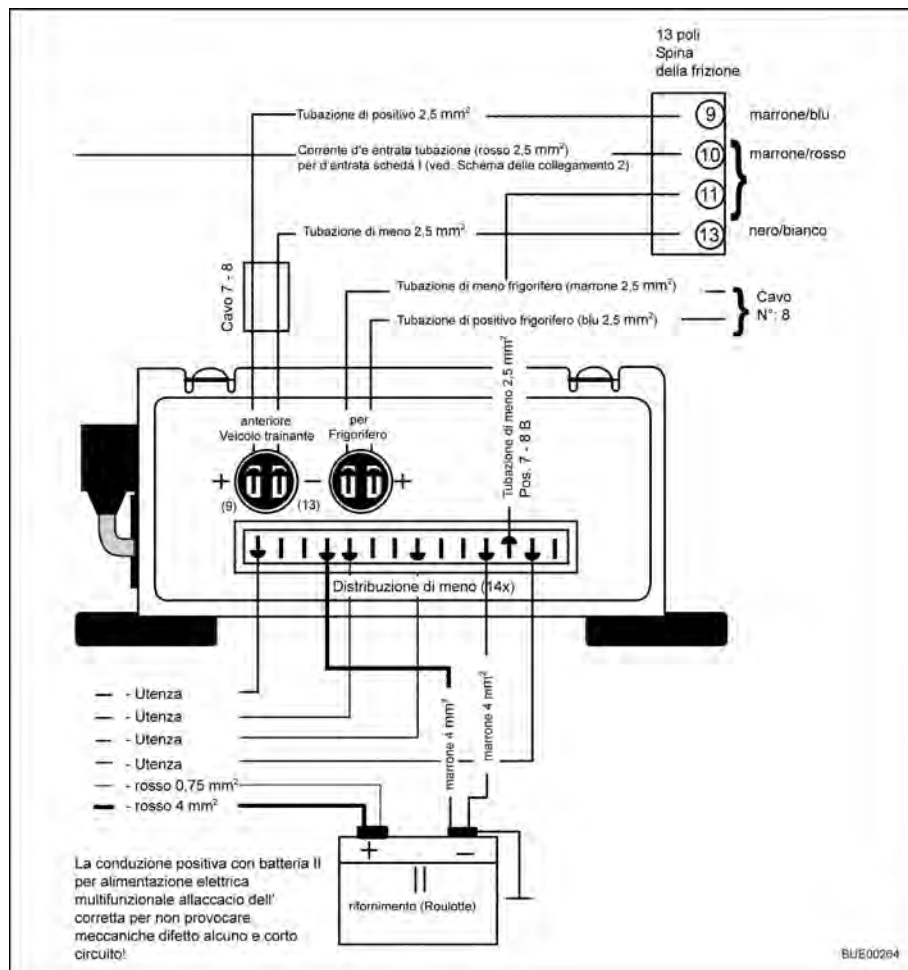 13 poli
Spina
della frizione
Tubazione di positivo 2,5 mm²
9
marrone/blu
Corrente d'e entrata tubazione (rosso 2,5 mm²)
per d'entrata scheda I (ved. Schema delle collegamento 2)
10
marrone/rosso
11
Tubazione di meno 2,5 mm²
13
nero/bianco
Cavo 7 - 8
Tubazione di meno frigorifero (marrone 2,5 mm²)
Tubazione di positivo frigorifero (blu 2,5 mm²)
Cavo
N°: 8
Tubazione di meno 2,5 mm²
Pos. 7 - 8 B
anteriore
Veicolo trainante
per
Frigorifero
+
–
+
(9)
(13)
Distribuzione di meno (14x)
– - Utenza
– - Utenza
– - Utenza
– - Utenza
– - rosso 0,75 mm²
– - rosso 4 mm²
marrone 4 mm²
marrone 4 mm²
+
–
II
rifornimento (Roulotte)
La conduzione positiva con batteria II
per alimentazione elettrica
multifunzionale allaccacio dell'
corretta per non provocare
meccaniche difetto alcuno e corto
circuito!
BUE00264